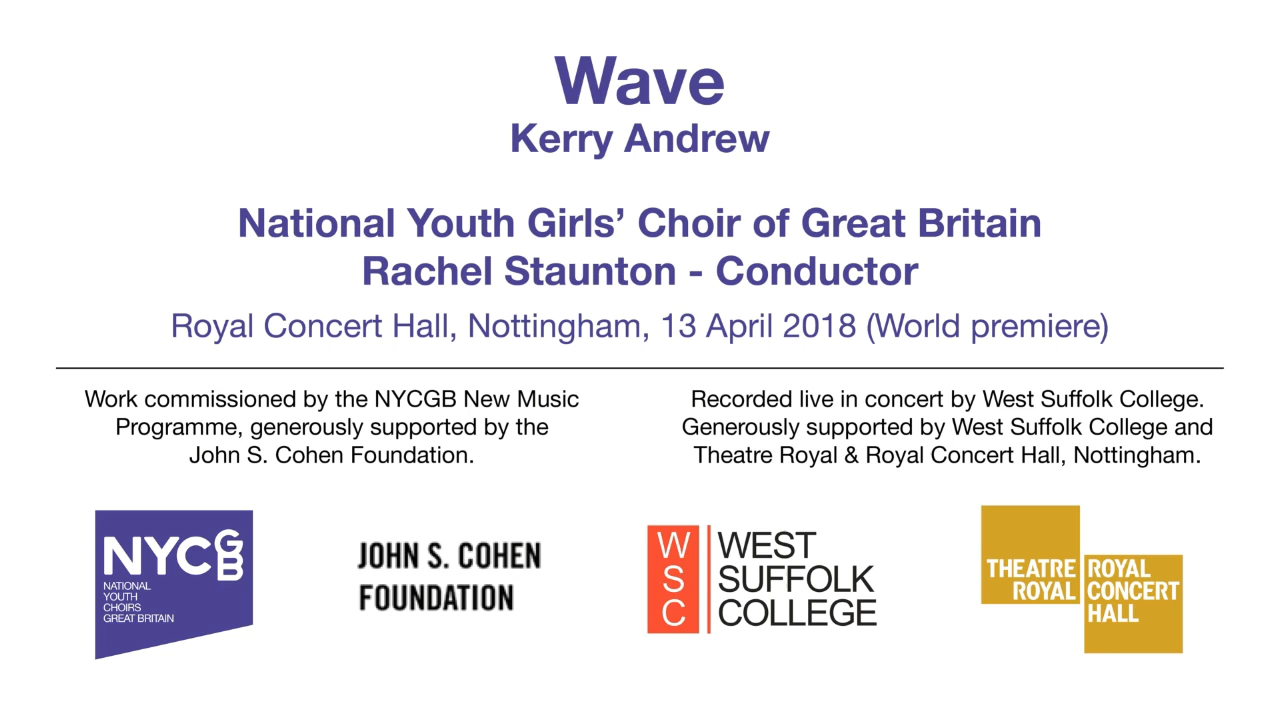 Wave
Kerry Andrew
National Youth Girls’ Choir of Great Britain
Rachel Staunton - Conductor
Royal Concert Hall, Nottingham, 13 April 2018 (World premiere)
Work commissioned by the NYCGB New Music
Programme, generously supported by the
John S. Cohen Foundation.
Recorded live in concert by West Suffolk College.
Generously supported by West Suffolk College and
Theatre Royal & Royal Concert Hall, Nottingham.
NYCGB
NATIONAL
YOUTH
CHOIRS
GREAT BRITAIN
JOHN S. COHEN
FOUNDATION
WSC
WEST
SUFFOLK
COLLEGE
THEATRE
ROYAL
ROYAL
CONCERT
HALL